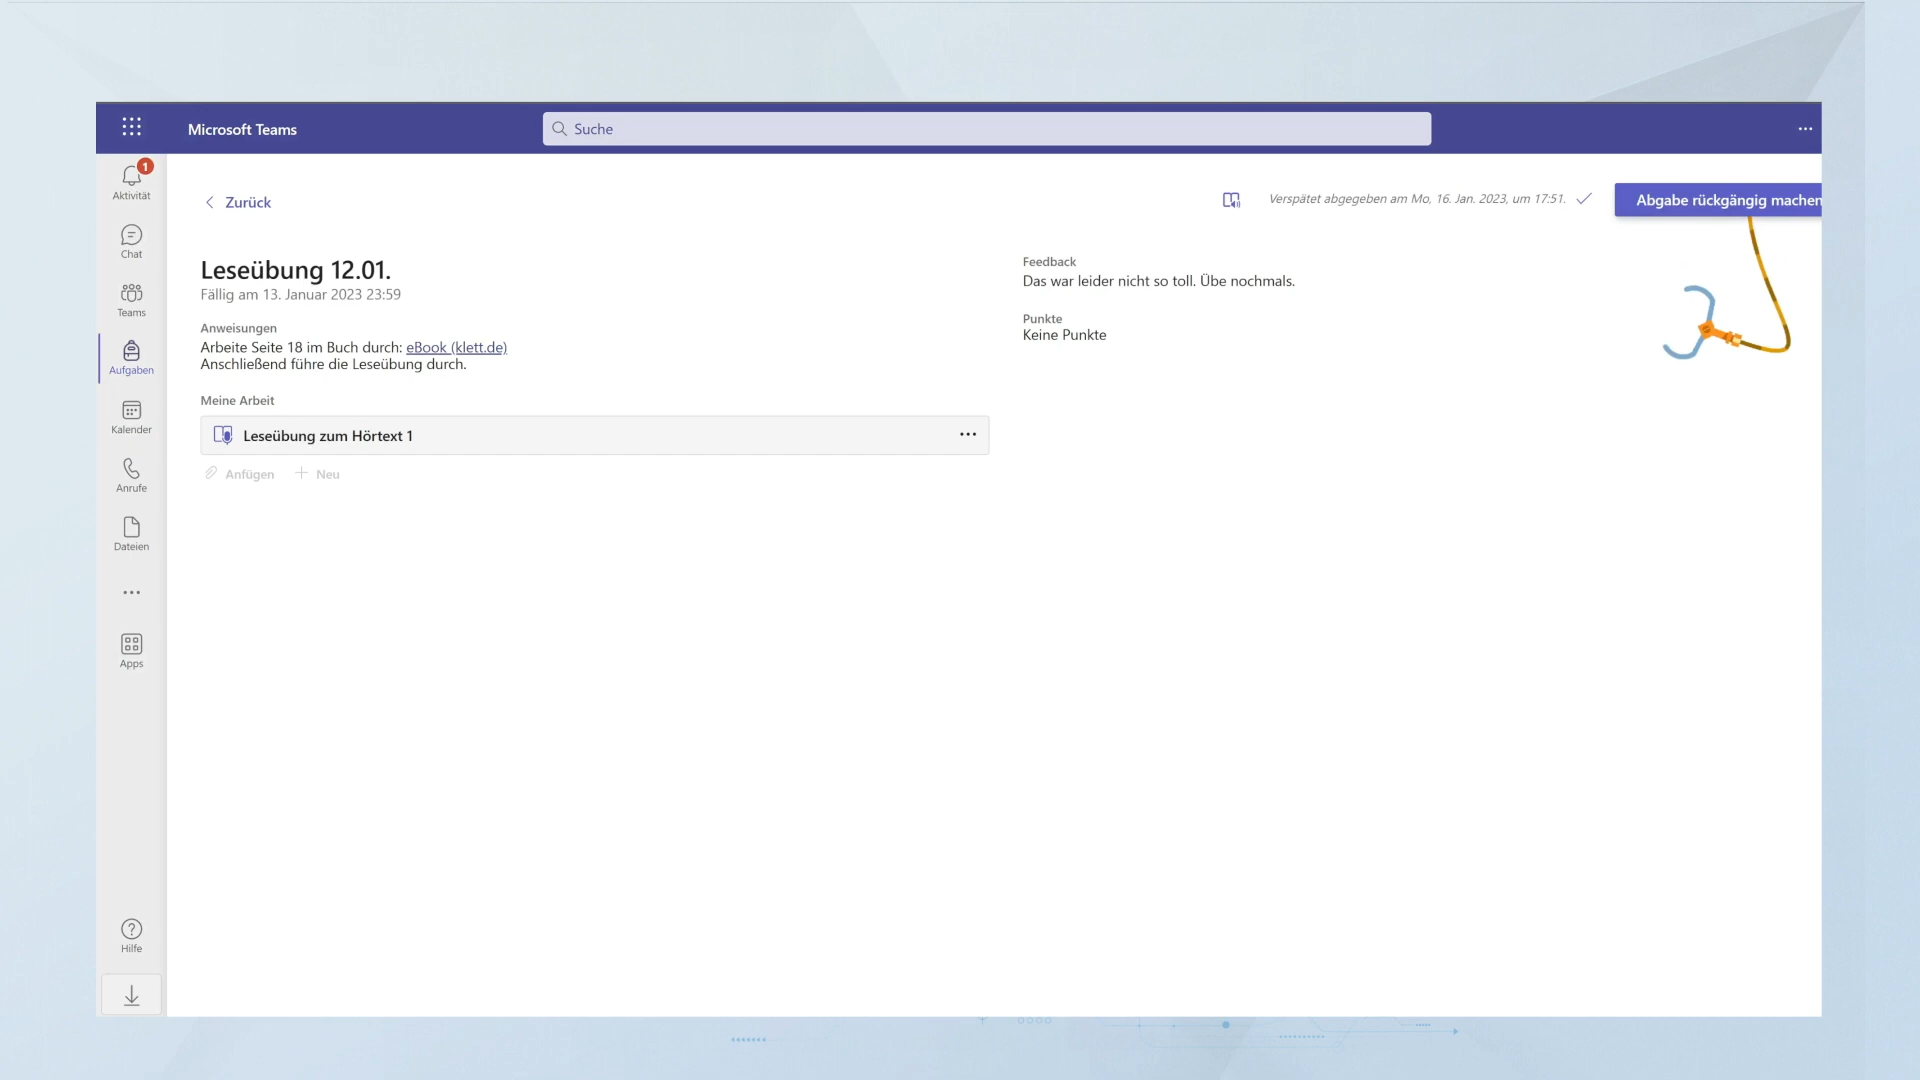 Microsoft Teams
Suche
1
Aktivität
Chat
Teams
Aufgaben
Kalender
Anrufe
Dateien
Apps
Hilfe
Zurück
Verspätet abgegeben am Mo, 16. Jan. 2023, um 17:51.
Abgabe rückgängig machen
Leseübung 12.01.
Fällig am 13. Januar 2023 23:59
Anweisungen
Arbeite Seite 18 im Buch durch: eBook (klett.de)
Anschließend führe die Leseübung durch.
Meine Arbeit
Leseübung zum Hörtext 1
Anfügen
Neu
Feedback
Das war leider nicht so toll. Übe nochmals.
Punkte
Keine Punkte